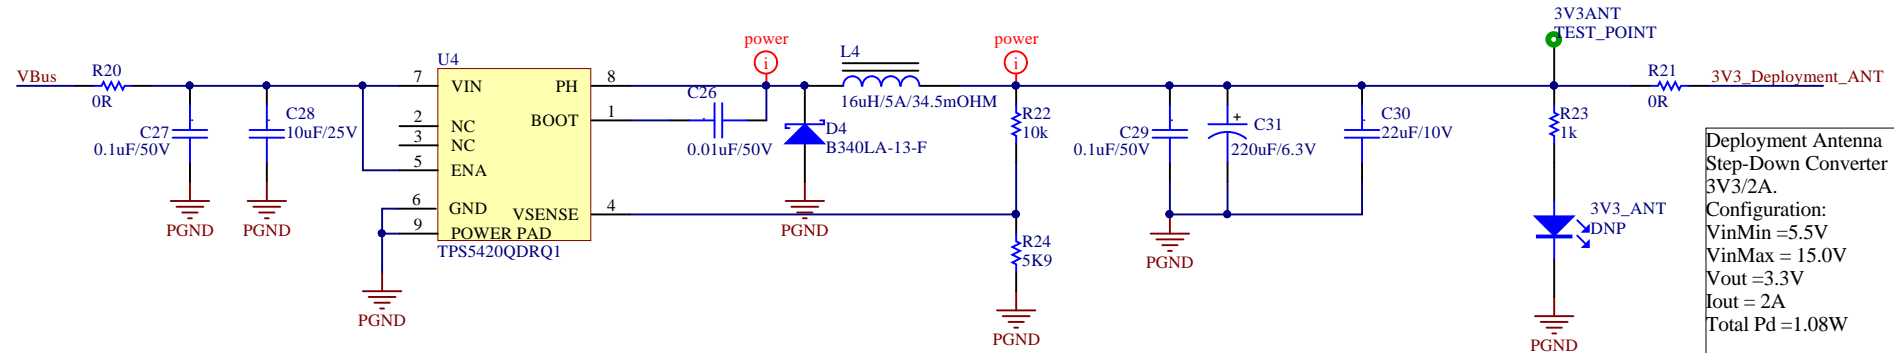 VBus
R20
0R
C27
0.1uF/50V
PGND
C28
10uF/25V
PGND
U4
7
VIN
PH
8
2
NC
BOOT
1
3
NC
5
ENA
6
GND
VSENSE
4
9
POWER PAD
TPS5420QDRQ1
PGND
C26
0.01uF/50V
power
i
D4
B340LA-13-F
PGND
L4
16uH/5A/34.5mOHM
power
i
R22
10k
R24
5K9
PGND
C29
0.1uF/50V
PGND
+
C31
220uF/6.3V
C30
22uF/10V
3V3ANT
TEST_POINT
R23
1k
3V3_ANT
DNP
PGND
R21
0R
3V3_Deployment_ANT
Deployment Antenna
Step-Down Converter
3V3/2A.
Configuration:
VinMin =5.5V
VinMax = 15.0V
Vout =3.3V
Iout = 2A
Total Pd =1.08W